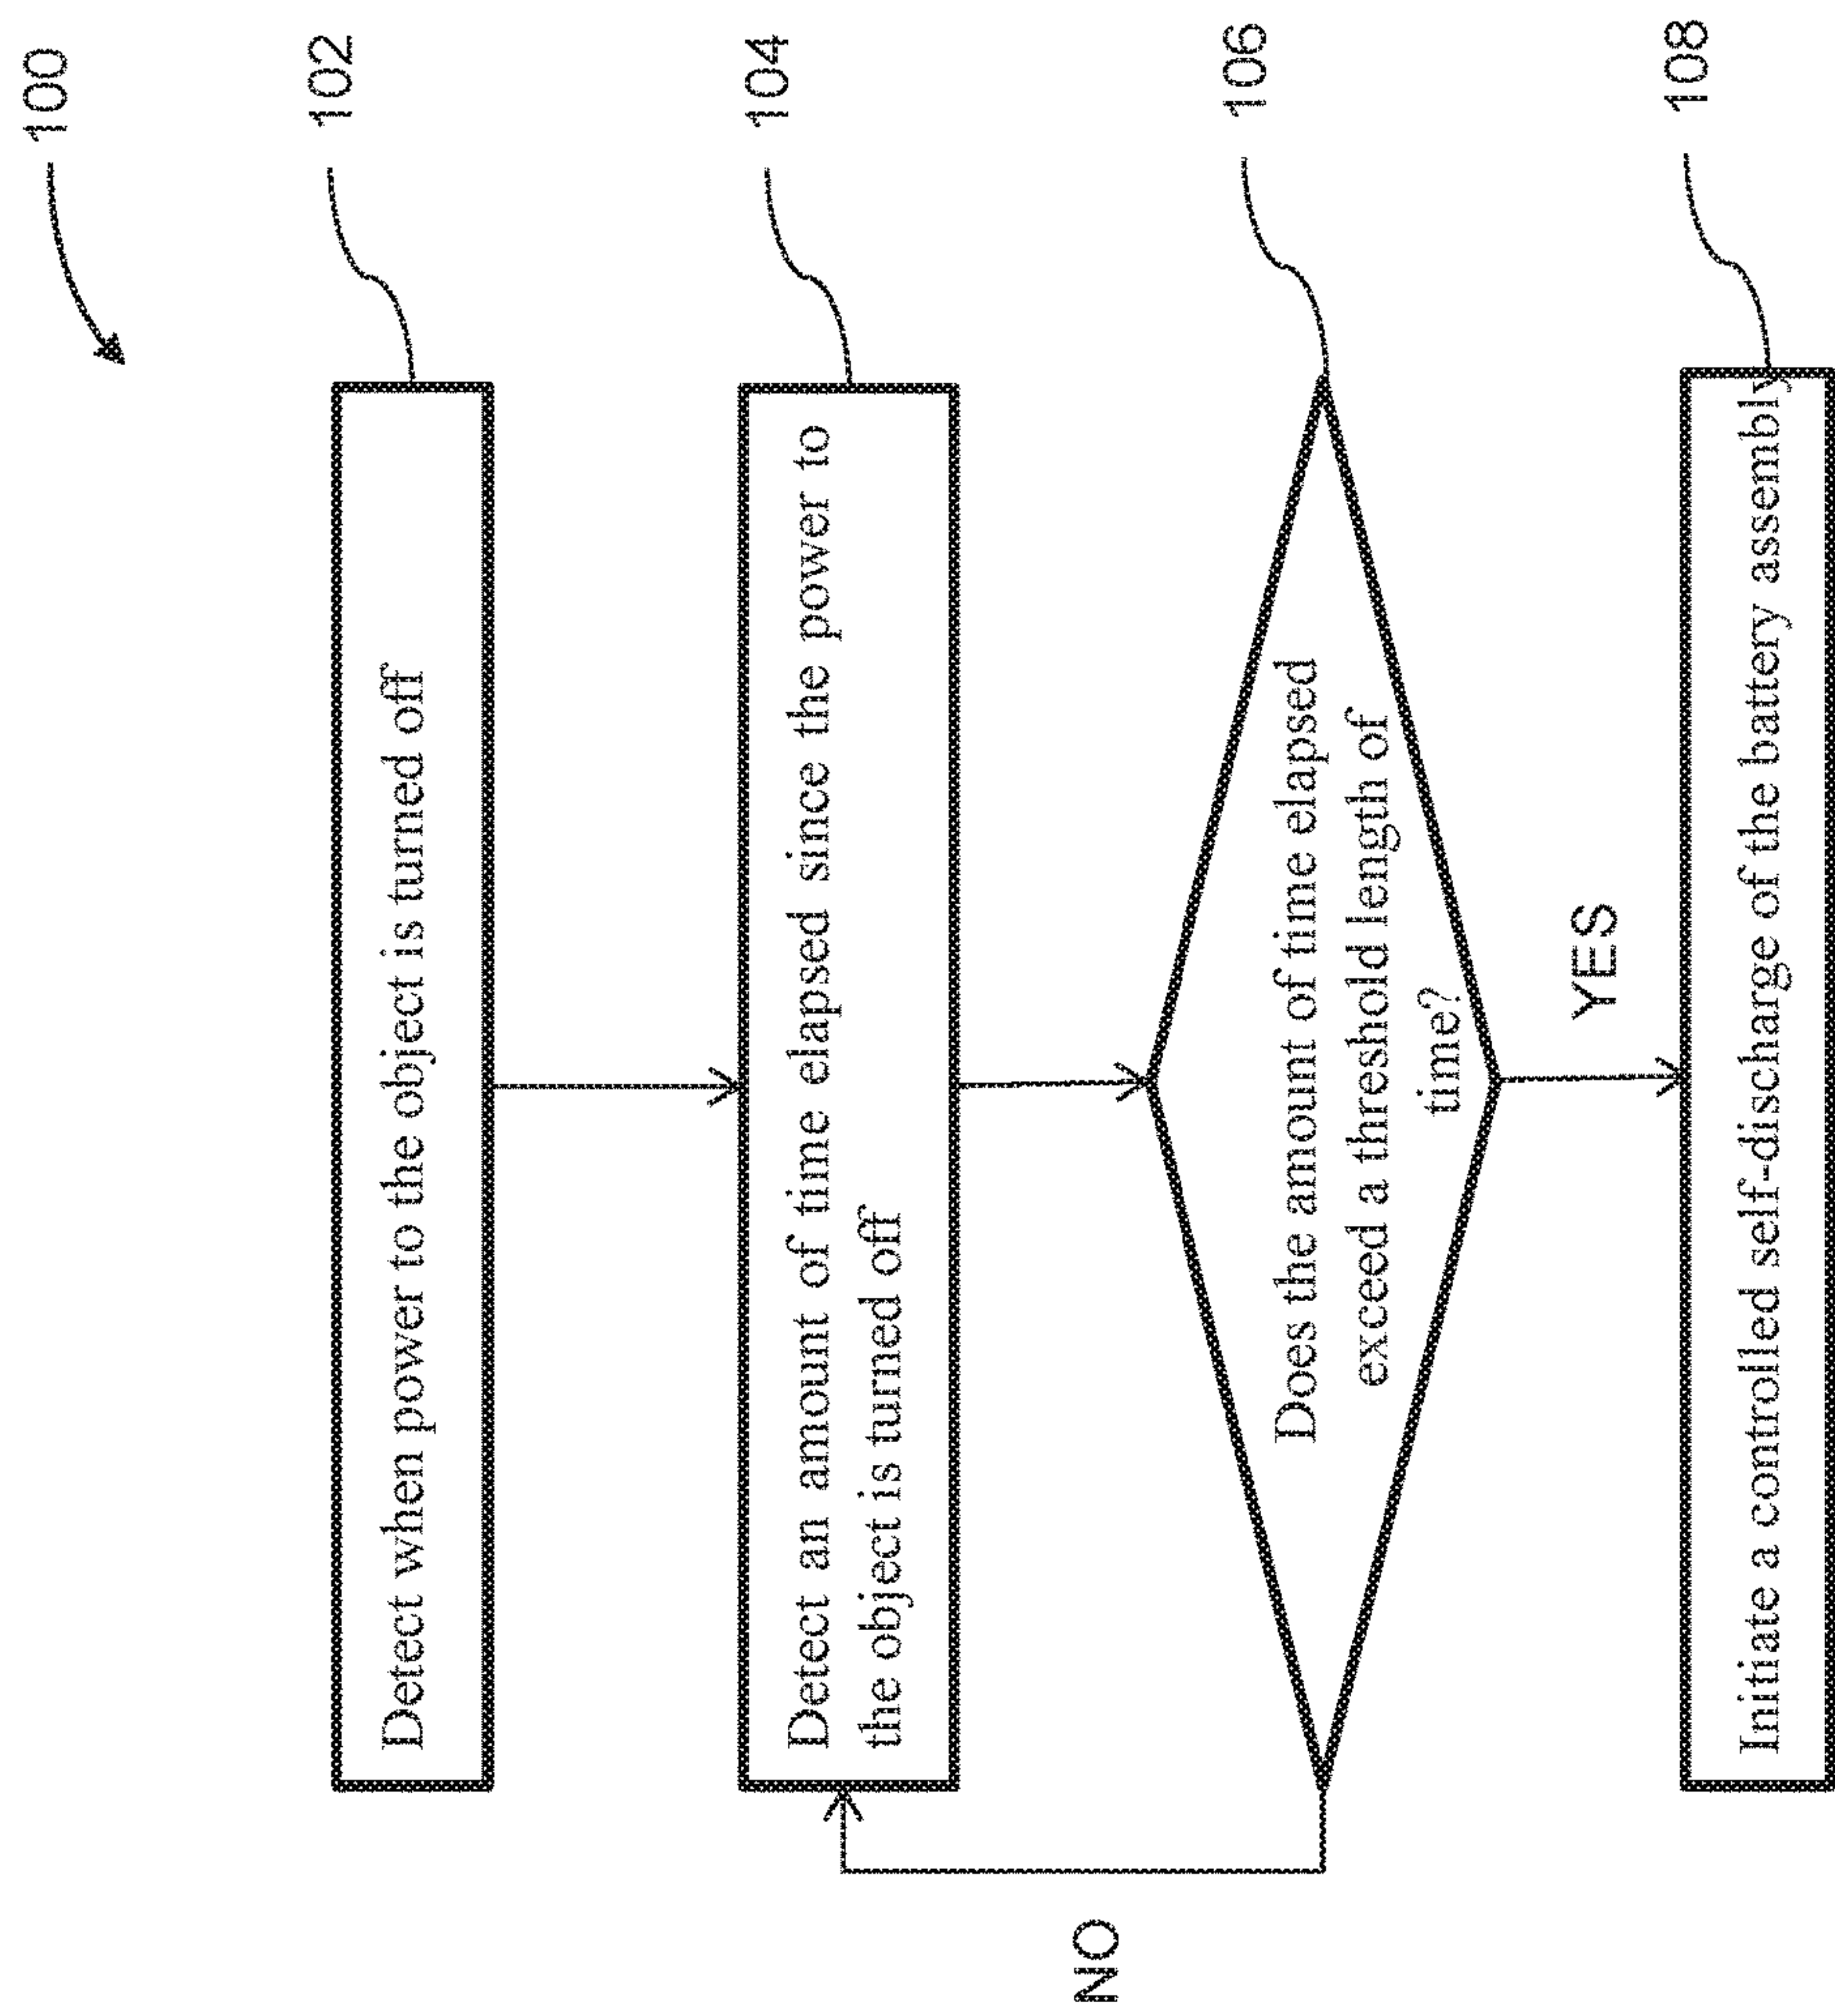 100
102
Detect when power to the object is turned off
104
Detect an amount of time elapsed since the power to
the object is turned off
106
Does the amount of time elapsed
exceed a threshold length of
time?
NO
YES
108
Initiate a controlled self-discharge of the battery assembly